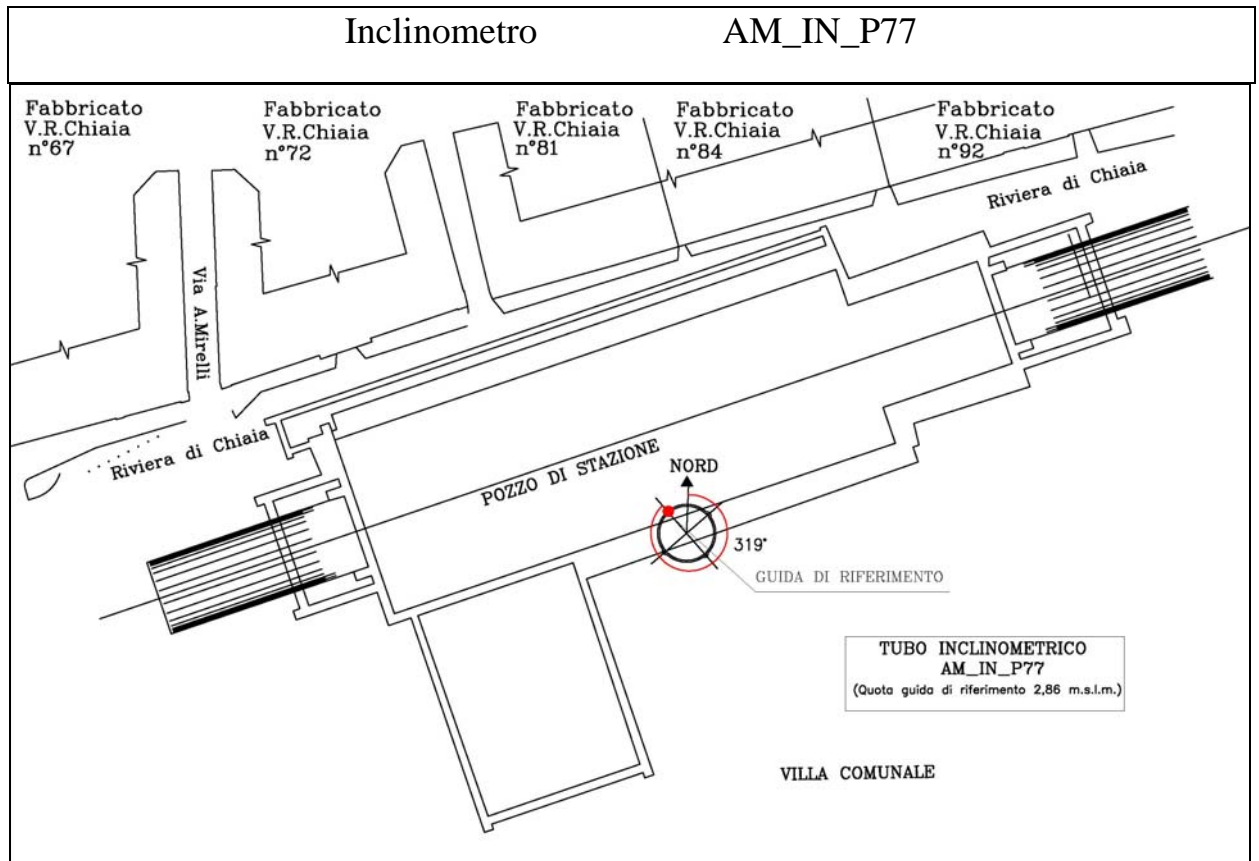 Inclinometro AM_IN_P77
Fabbricato
V.R.Chiaia
n°67
Fabbricato
V.R.Chiaia
n°72
Fabbricato
V.R.Chiaia
n°81
Fabbricato
V.R.Chiaia
n°84
Fabbricato
V.R.Chiaia
n°92
Riviera di Chiaia
Via A.Mirelli
Riviera di Chiaia
POZZO DI STAZIONE
NORD
319°
GUIDA DI RIFERIMENTO
TUBO INCLINOMETRICO
AM_IN_P77
(Quota guida di riferimento 2,86 m.s.l.m.)
VILLA COMUNALE